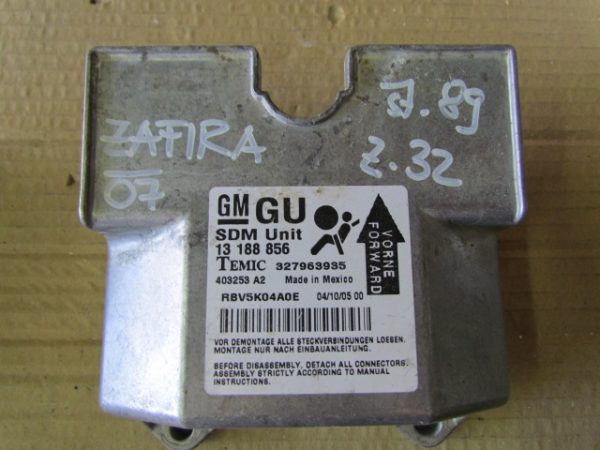 ZAFIRA
07
Z.32
GM GU
SDM Unit
13 188 856
TEMIC 327963935
403253 A2 Made in Mexico
RBV5K04A0E 04/10/05 00
VORNE
FORWARD
VOR DEMONTAGE ALLE STECKVERBINDUNGEN LOESEN.
MONTAGE NUR NACH EINBAUANLEITUNG.
BEFORE DISASSEMBLY, DETACH ALL CONNECTORS.
ASSEMBLY STRICTLY ACCORDING TO MANUAL
INSTRUCTIONS.